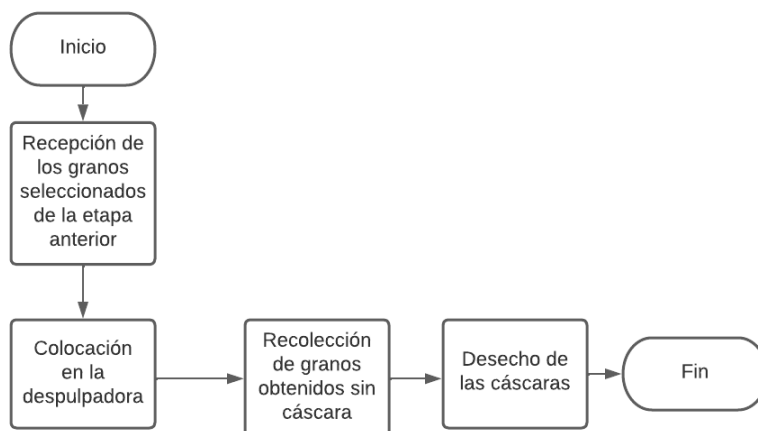 Inicio
Recepción de
los granos
seleccionados
de la etapa
anterior
Colocación
en la
despulpadora
Recolección
de granos
obtenidos sin
cáscara
Desecho de
las cáscaras
Fin